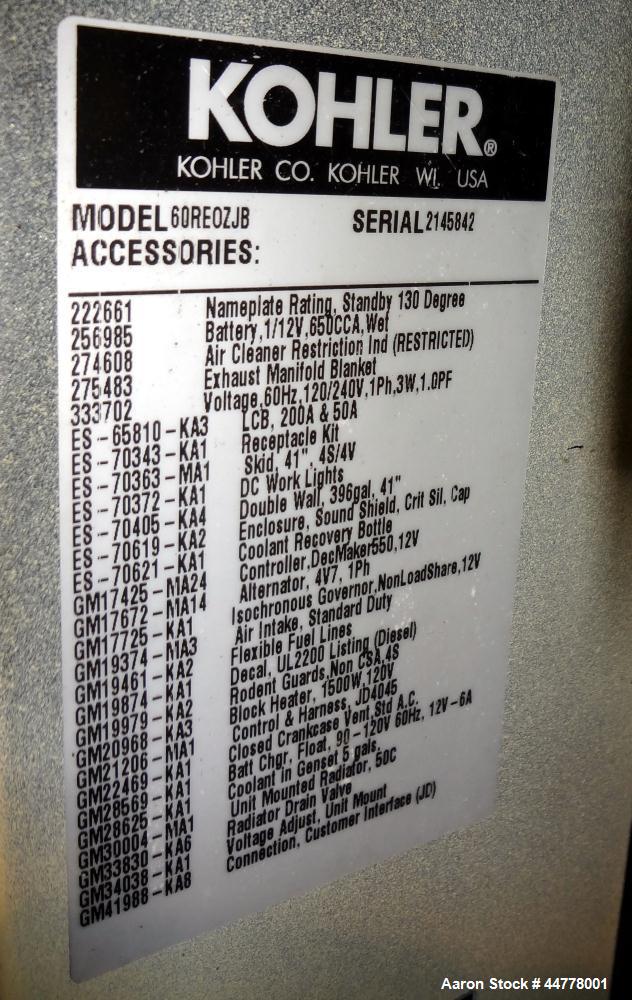 KOHLER®
KOHLER CO. KOHLER WI. USA
MODEL 60REOZJB SERIAL 2145842
ACCESSORIES:
222661 Nameplate Rating, Standby 130 Degree
256985 Battery,1/12V,650CCA,Wet
274608 Air Cleaner Restriction Ind (RESTRICTED)
275483 Exhaust Manifold Blanket
333702 Voltage,60Hz,120/240V,1Ph,3W,1.0PF
ES-65810-KA3 LCB, 200A & 50A
ES-70343-KA1 Receptacle Kit
ES-70363-MA1 Skid, 41", 4S/4V
ES-70372-KA1 DC Work Lights
ES-70405-KA4 Double Wall, 396gal, 41"
ES-70619-KA2 Enclosure, Sound Shield, Crit Sil, Cap
ES-70621-KA1 Coolant Recovery Bottle
GM17425-MA24 Controller,DecMaker550,12V
GM17672-MA14 Alternator, 4V7, 1Ph
GM17725-KA1 Isochronous Governor,NonLoadShare,12V
GM19374-MA3 Air Intake, Standard Duty
GM19461-KA2 Flexible Fuel Lines
GM19874-KA1 Decal, UL2200 Listing (Diesel)
GM19979-KA2 Rodent Guards,Non CSA,4S
GM20968-KA3 Block Heater, 1500W,120V
GM21206-MA1 Control & Harness, JD4045
GM22469-KA1 Closed Crankcase Vent,Std A.C.
GM28569-KA1 Batt Chgr, Float, 90-120V 60Hz, 12V-6A
GM28625-KA1 Coolant in Genset 5 gals,
GM30004-MA1 Unit Mounted Radiator, 50C
GM33830-KA6 Radiator Drain Valve
GM34038-KA1 Voltage Adjust, Unit Mount
GM41988-KA8 Connection, Customer Interface (JD)
Aaron Stock # 44778001